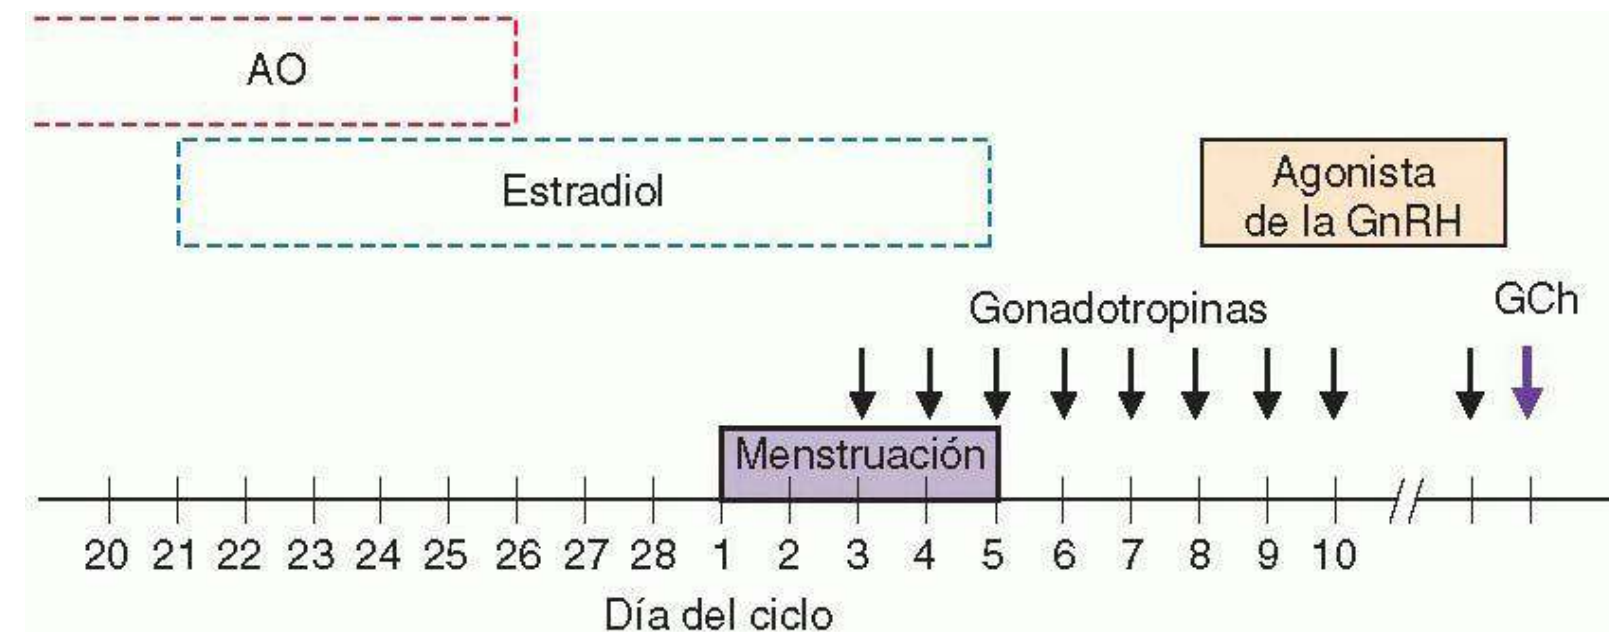 AO
Estradiol
Agonista
de la GnRH
Gonadotropinas
GCh
Menstruación
20 21 22 23 24 25 26 27 28 1 2 3 4 5 6 7 8 9 10
Día del ciclo